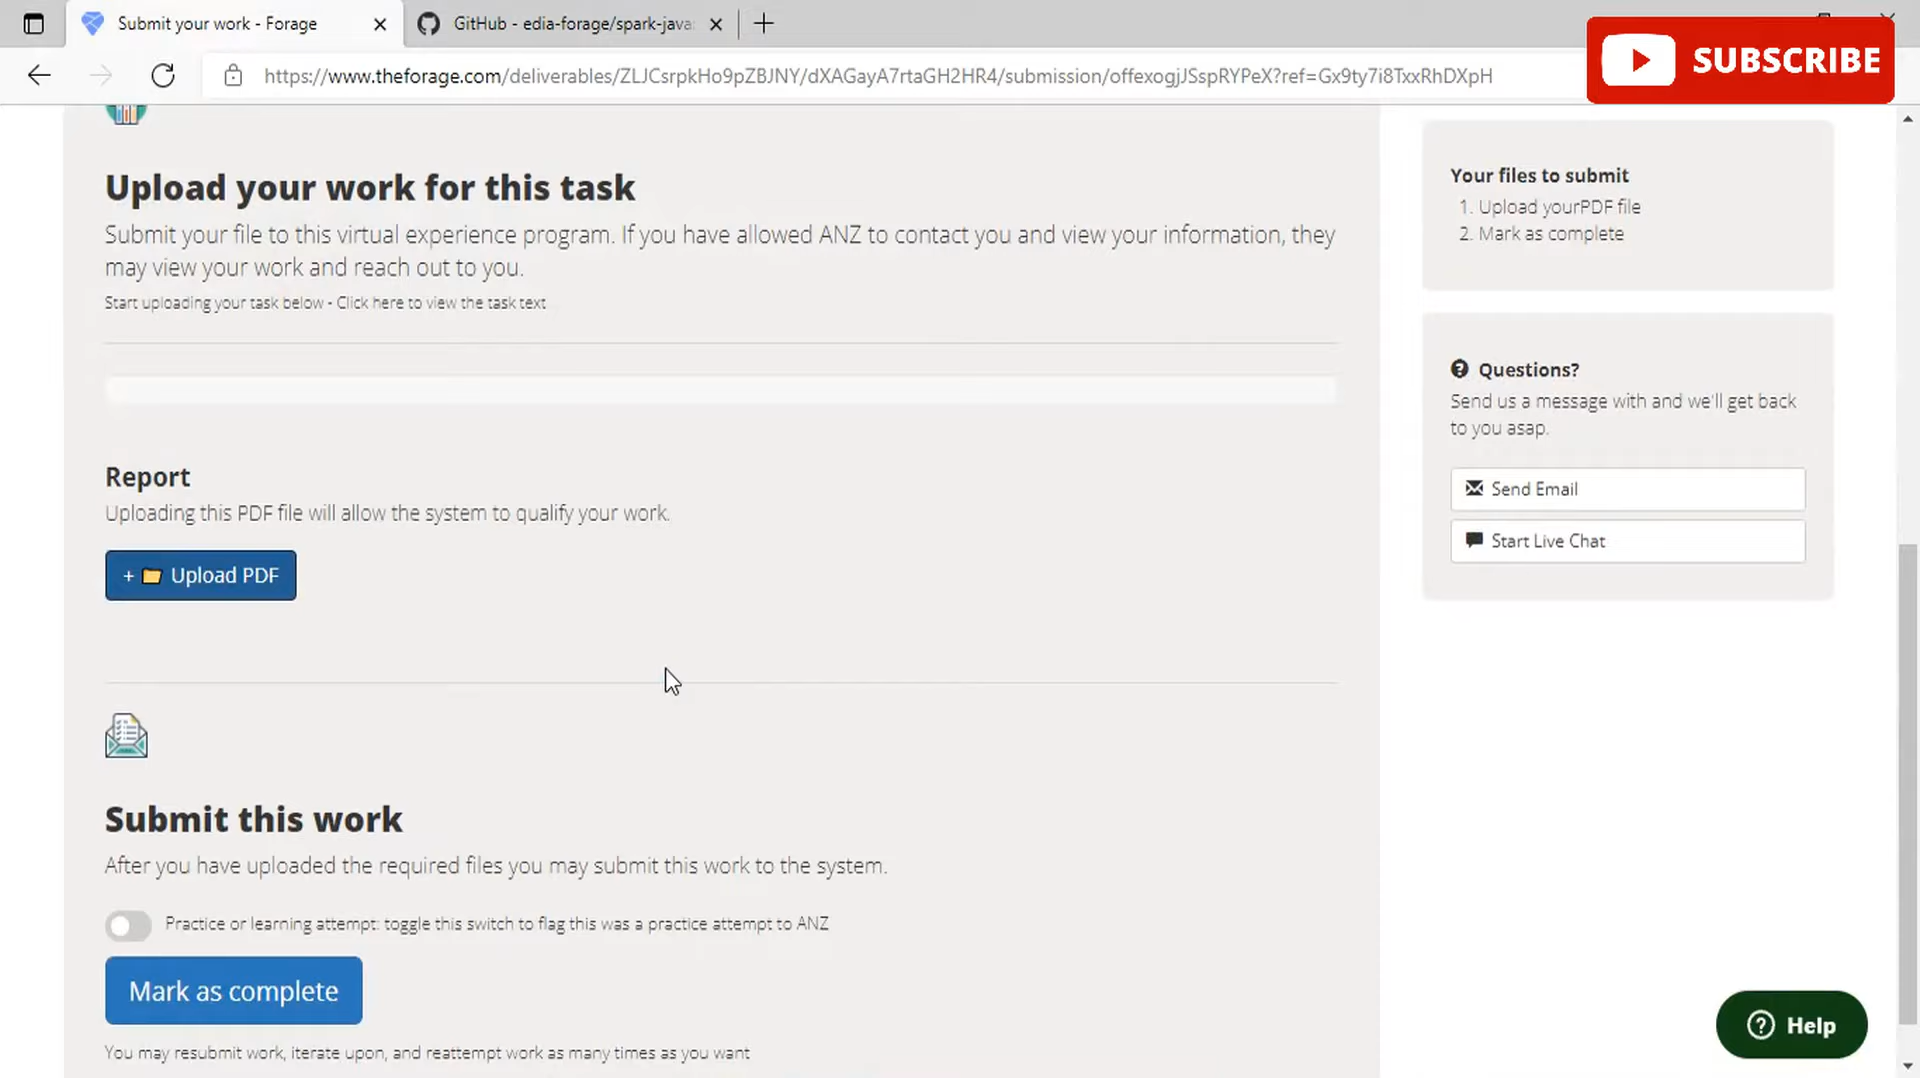 Submit your work - Forage
GitHub - edia-forage/spark-java
SUBSCRIBE
https://www.theforage.com/deliverables/ZLJCsrpkHo9pZBJNY/dXAGayA7rtaGH2HR4/submission/offexogjJSspRYPeX?ref=Gx9ty7i8TxxRhDXpH
Upload your work for this task
Submit your file to this virtual experience program. If you have allowed ANZ to contact you and view your information, they
may view your work and reach out to you.
Start uploading your task below - Click here to view the task text
Report
Uploading this PDF file will allow the system to qualify your work.
+ Upload PDF
Submit this work
After you have uploaded the required files you may submit this work to the system.
Practice or learning attempt: toggle this switch to flag this was a practice attempt to ANZ
Mark as complete
You may resubmit work, iterate upon, and reattempt work as many times as you want
Your files to submit
1. Upload yourPDF file
2. Mark as complete
Questions?
Send us a message with and we'll get back
to you asap.
Send Email
Start Live Chat
Help